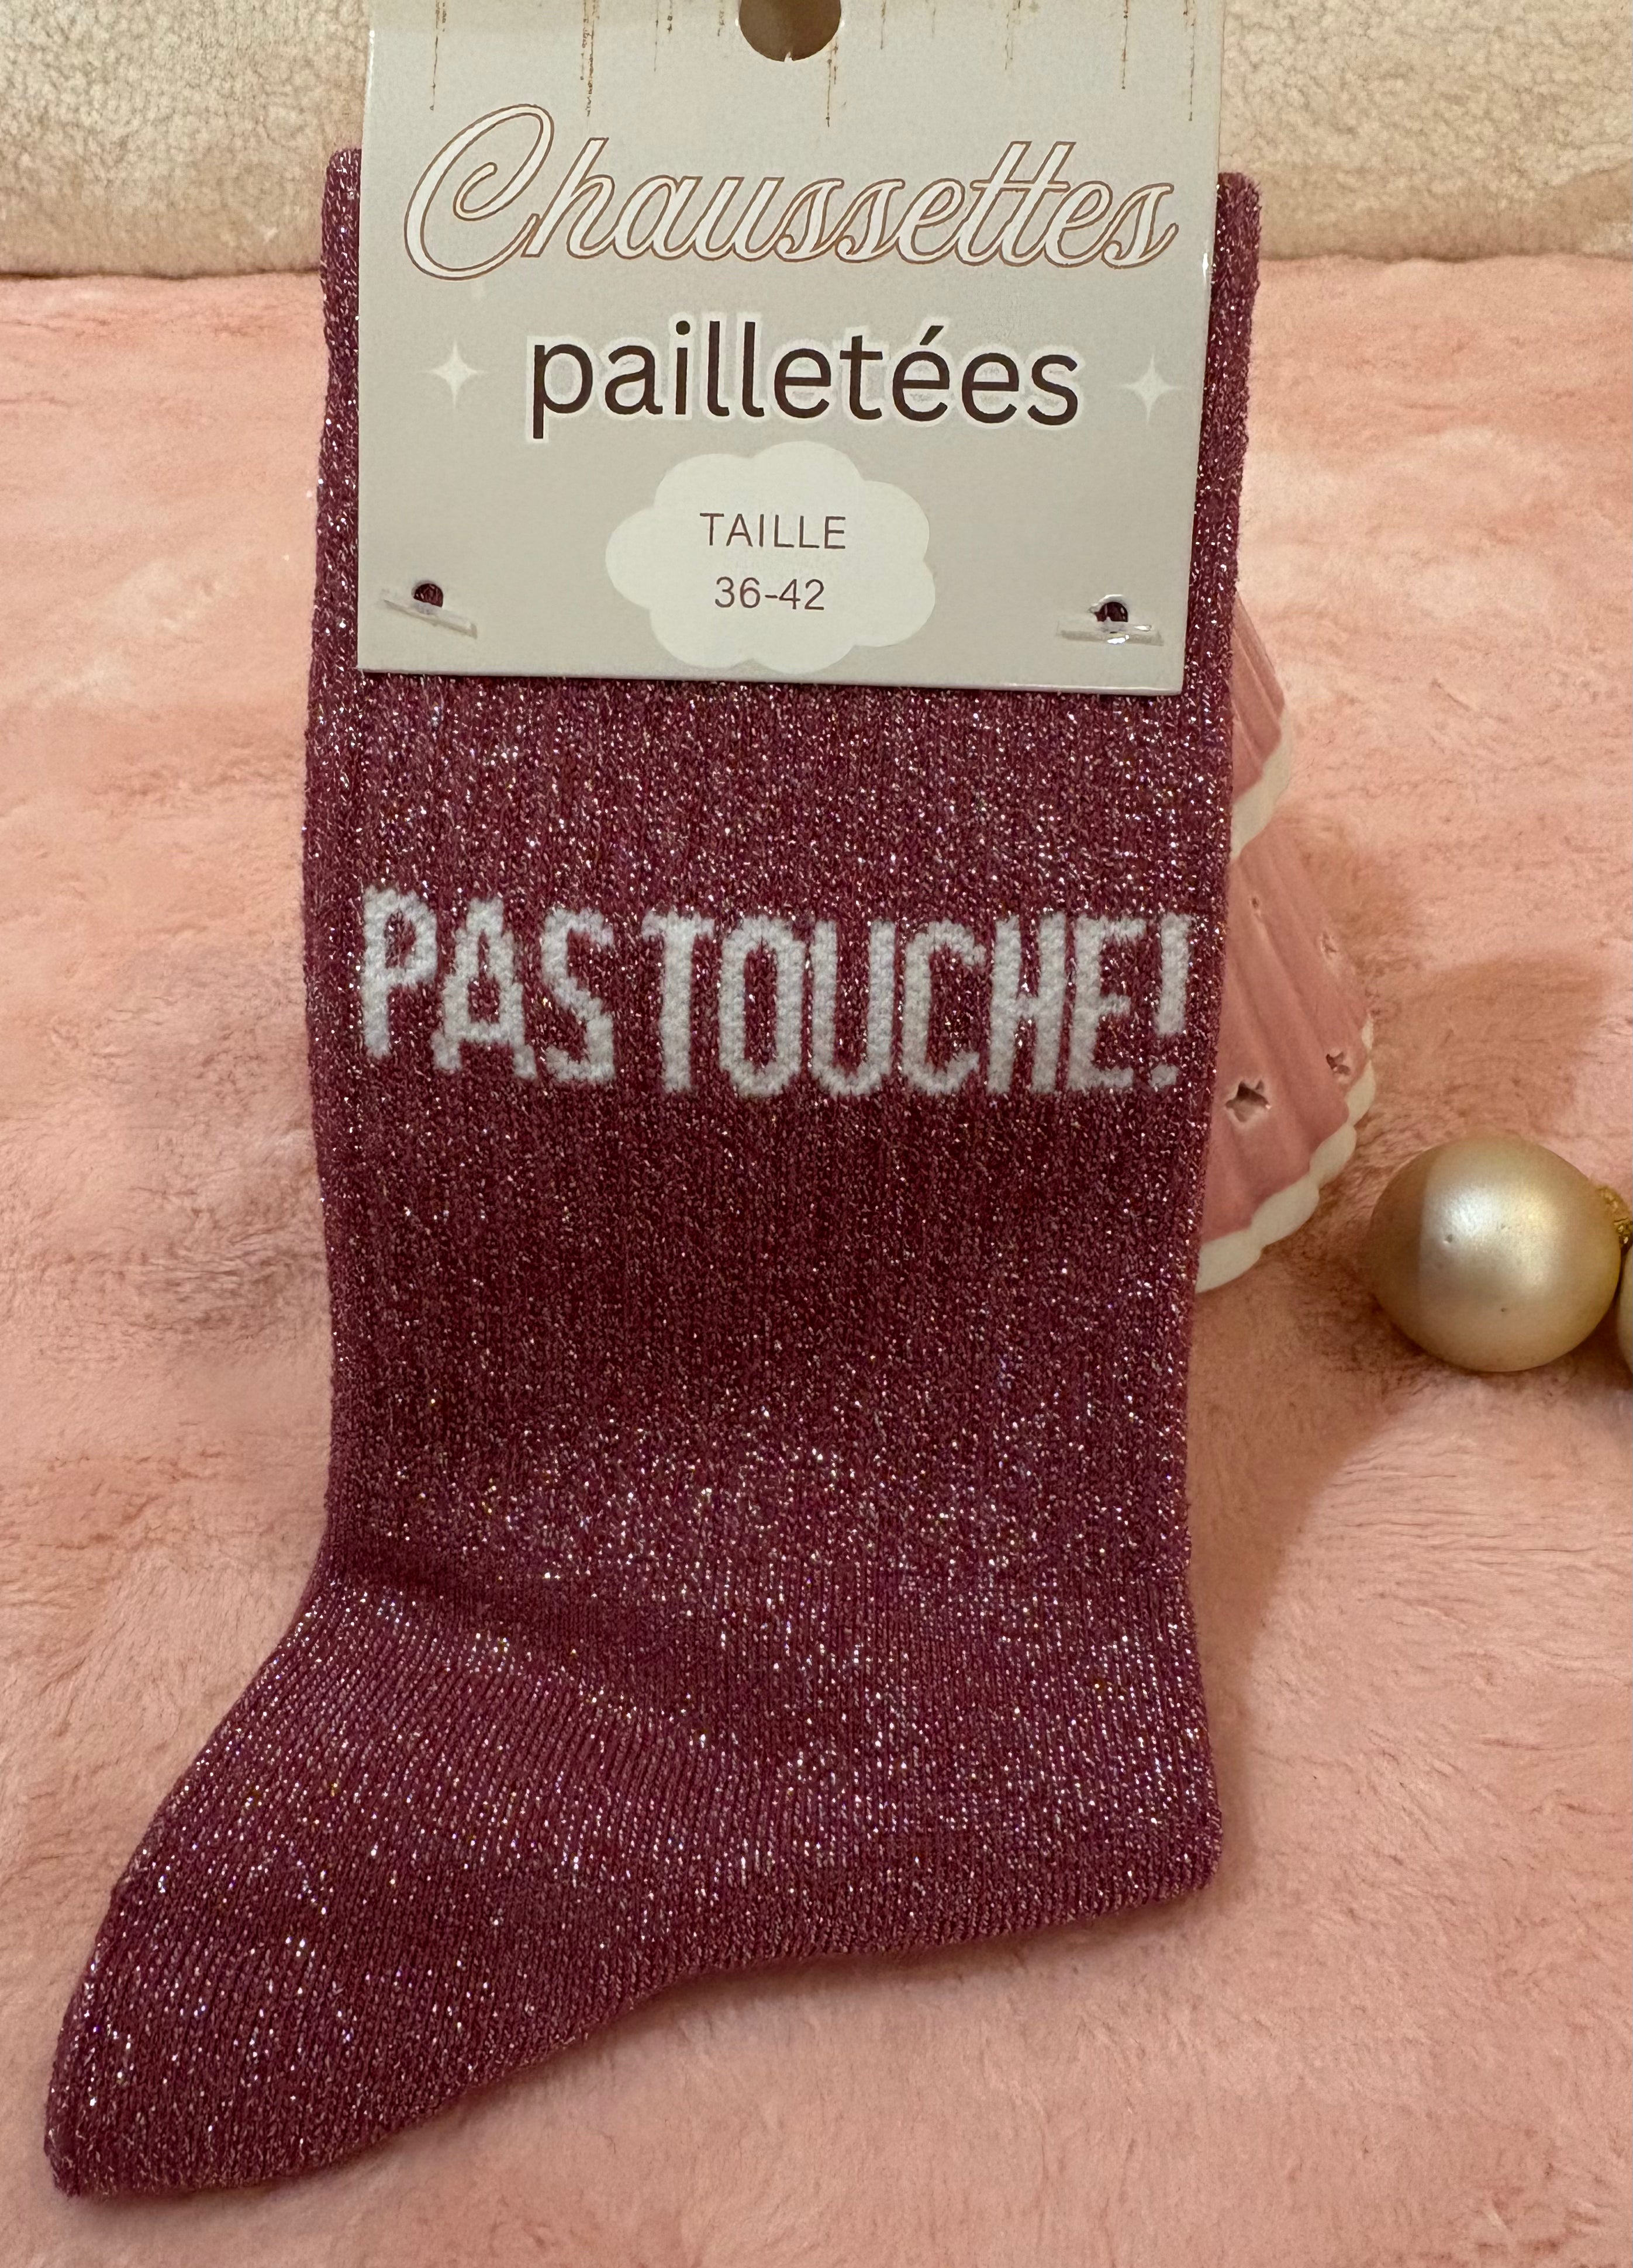 Chaussettes
pailletées
TAILLE
36-42
PAS TOUCHE!